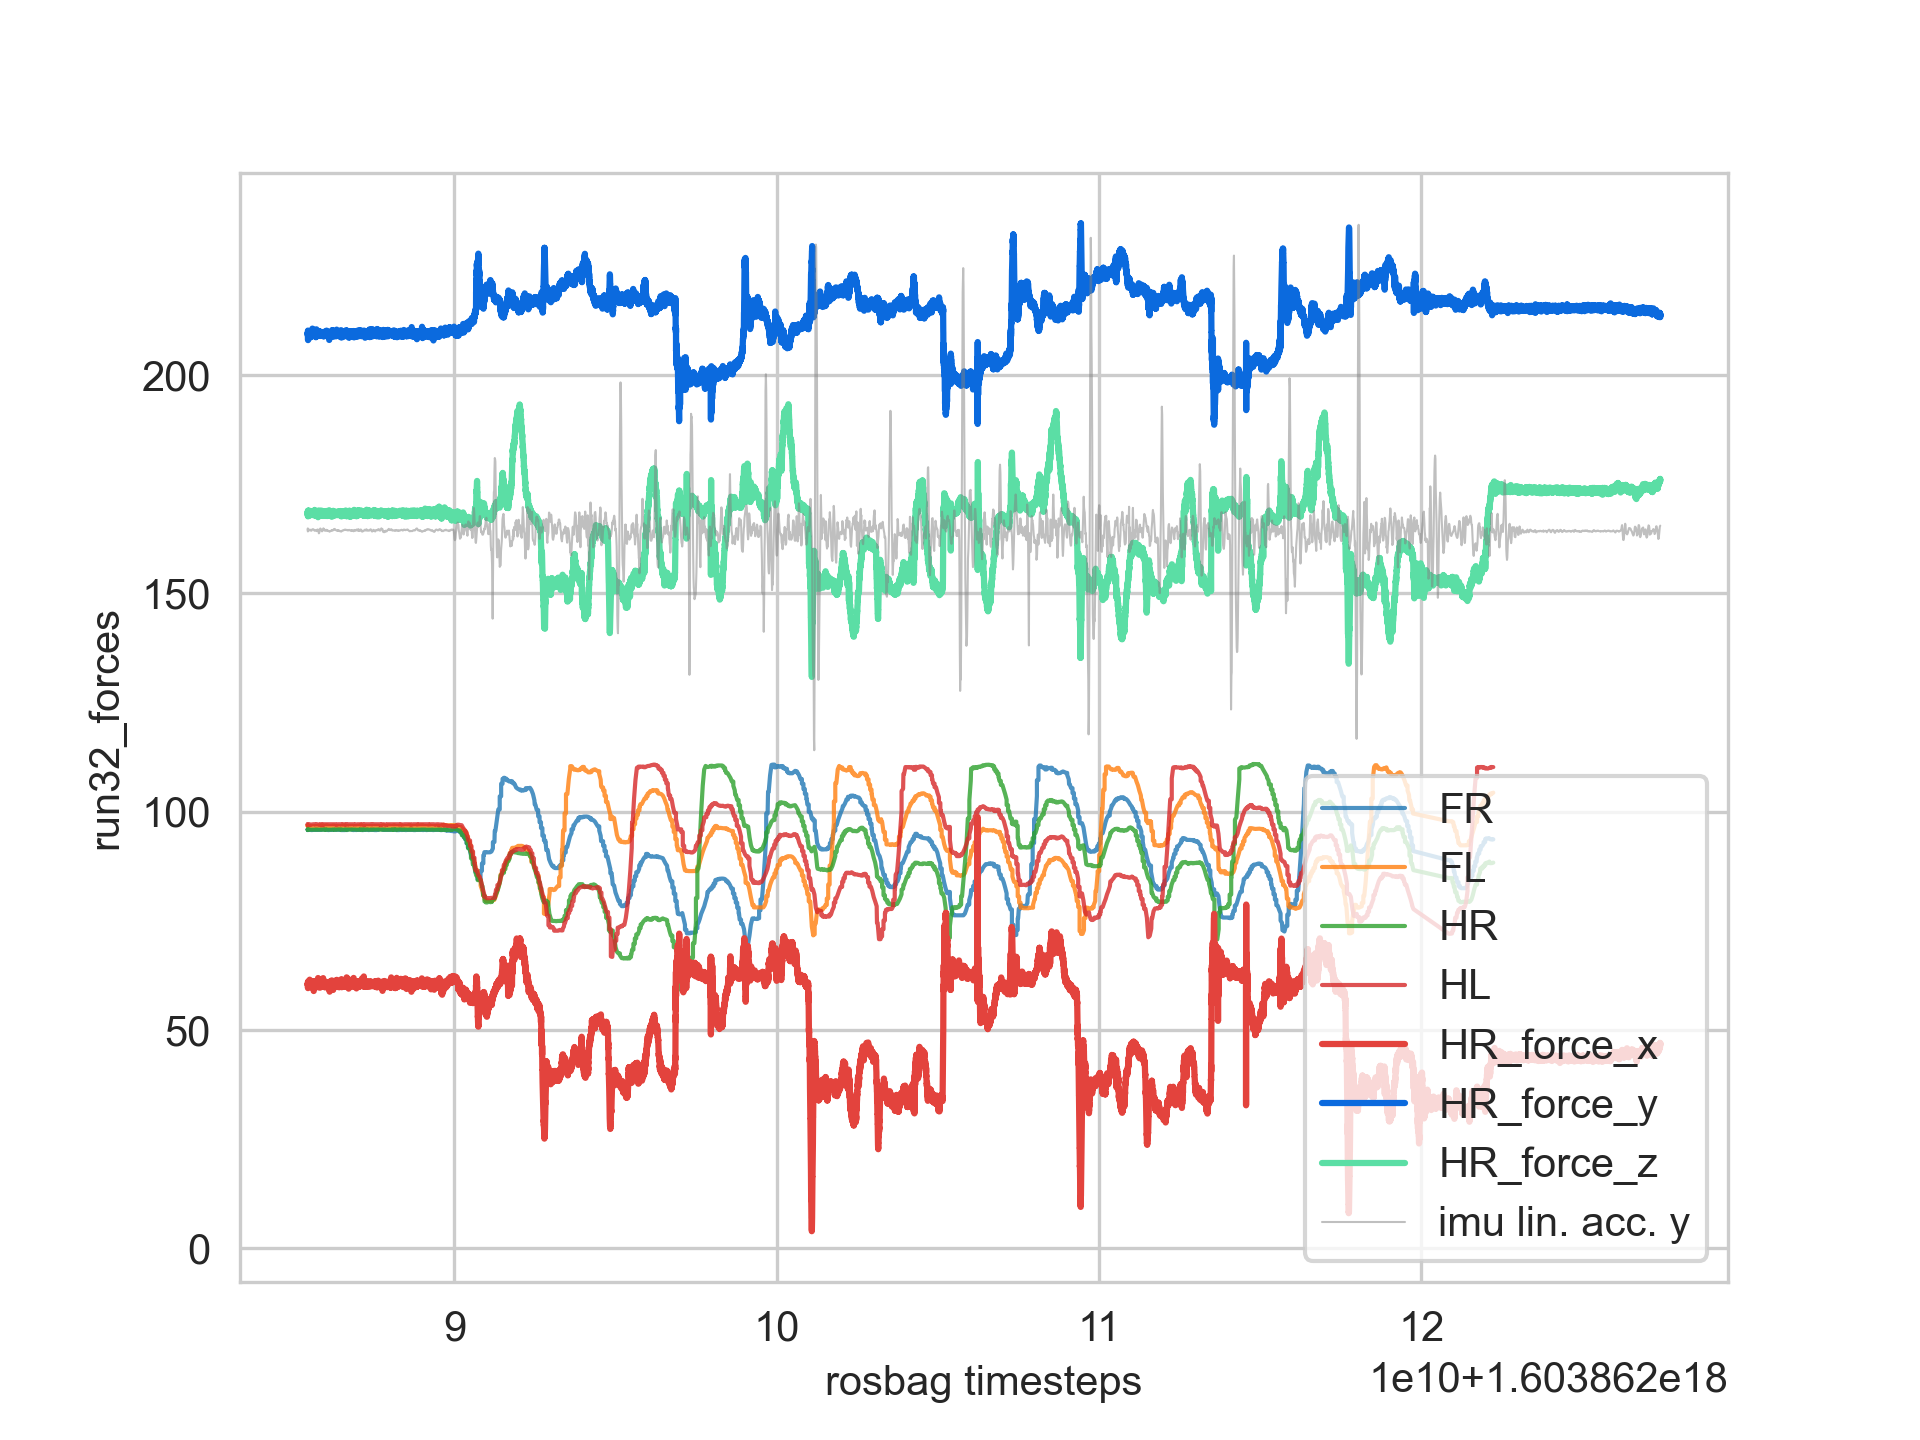 run32_forces
200
150
100
50
0
9
10
11
12
rosbag timesteps
1e10+1.603862e18
FR
FL
HR
HL
HR_force_x
HR_force_y
HR_force_z
imu lin. acc. y